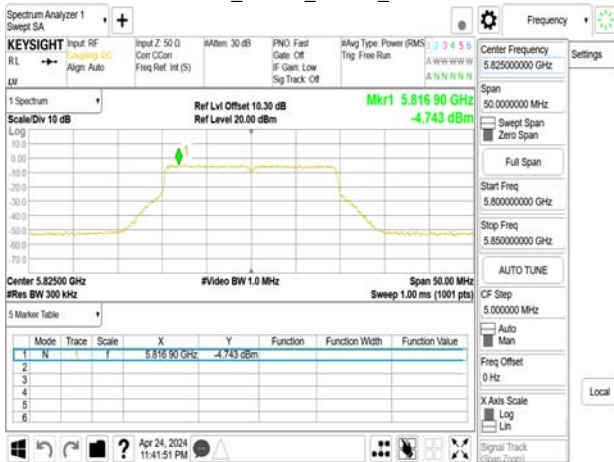 Spectrum Analyzer 1
Swept SA
+
Frequency
KEYSIGHT
Input: RF
Coupling: DC
Align: Auto
Input Z: 50 Ω
Corr CCorr
Freq Ref: Int (S)
#Atten: 30 dB
PNO: Fast
Gate: Off
IF Gain: Low
Sig Track: Off
#Avg Type: Power (RMS
Trig: Free Run
1 2 3 4 5 6
A WW WW W
A N N N N N
RL
1 Spectrum
Scale/Div 10 dB
Ref Lvl Offset 10.30 dB
Ref Level 20.00 dBm
Mkr1 5.816 90 GHz
-4.743 dBm
Log
10.0
0.00
-10.0
-20.0
-30.0
-40.0
-50.0
-60.0
-70.0
1
Center 5.82500 GHz
#Video BW 1.0 MHz
Span 50.00 MHz
#Res BW 300 kHz
Sweep 1.00 ms (1001 pts)
5 Marker Table
Mode Trace Scale X Y Function Function Width Function Value
1 N 1 f 5.816 90 GHz -4.743 dBm
2
3
4
5
6
Apr 24, 2024
11:41:51 PM
Center Frequency
5.825000000 GHz
Settings
Span
50.0000000 MHz
Swept Span
Zero Span
Full Span
Start Freq
5.800000000 GHz
Stop Freq
5.850000000 GHz
AUTO TUNE
CF Step
5.000000 MHz
Auto
Man
Freq Offset
0 Hz
Local
X Axis Scale
Log
Lin
Signal Track
(Span Zoom)